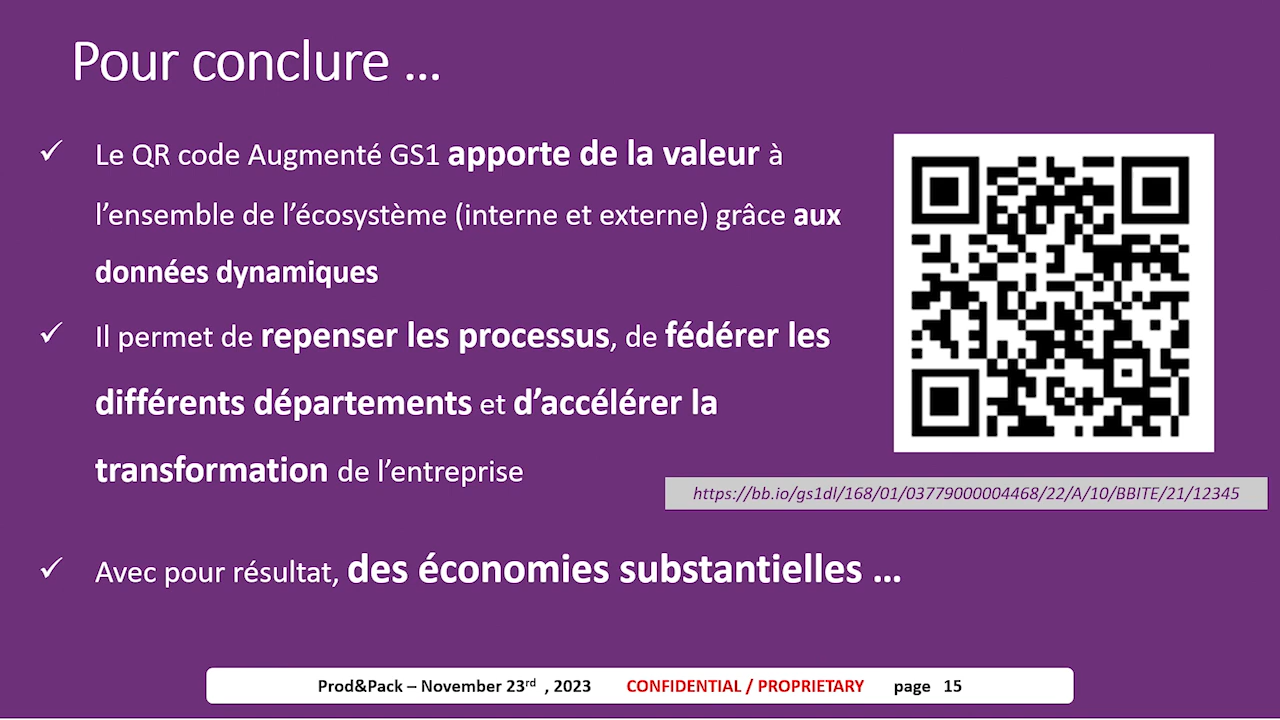 Pour conclure ...
✓ Le QR code Augmenté GS1 apporte de la valeur à
l’ensemble de l’écosystème (interne et externe) grâce aux
données dynamiques
✓ Il permet de repenser les processus, de fédérer les
différents départements et d’accélérer la
transformation de l’entreprise
https://bb.io/gs1dl/168/01/03779000004468/22/A/10/BBITE/21/12345
✓ Avec pour résultat, des économies substantielles ...
Prod&Pack – November 23rd , 2023 CONFIDENTIAL / PROPRIETARY page 15